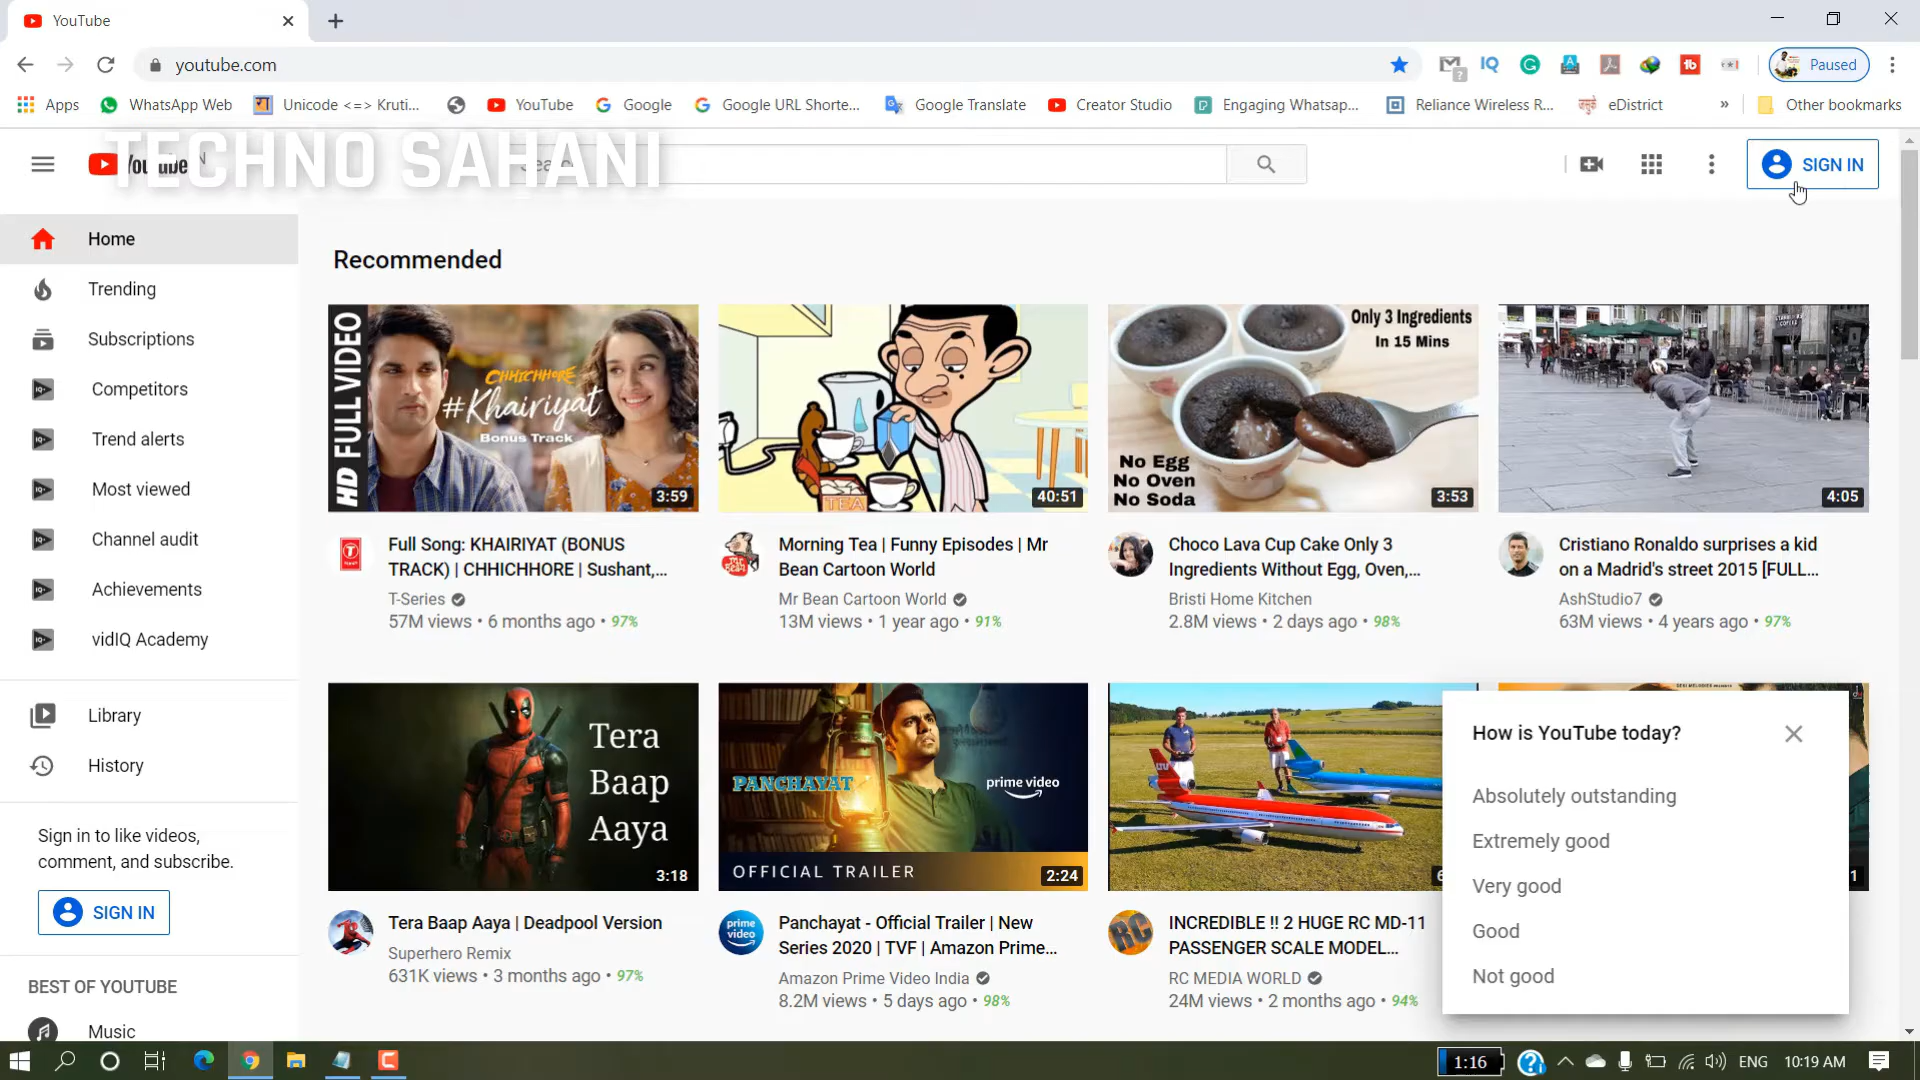 YouTube
youtube.com
Paused
Apps
WhatsApp Web
Unicode <=> Kruti...
YouTube
Google
Google URL Shorte...
Google Translate
Creator Studio
Engaging Whatsap...
Reliance Wireless R...
eDistrict
»
Other bookmarks
YouTube IN
TECHNO SAHANI
Search
SIGN IN
Home
Trending
Subscriptions
Competitors
Trend alerts
Most viewed
Channel audit
Achievements
vidIQ Academy
Library
History
Sign in to like videos,
comment, and subscribe.
SIGN IN
BEST OF YOUTUBE
Music
Recommended
HD FULL VIDEO
CHHICHHORE
#Khairiyat
Bonus Track
3:59
Full Song: KHAIRIYAT (BONUS
TRACK) | CHHICHHORE | Sushant,...
T-Series
57M views • 6 months ago • 97%
TEA
40:51
Morning Tea | Funny Episodes | Mr
Bean Cartoon World
Mr Bean Cartoon World
13M views • 1 year ago • 91%
Only 3 Ingredients
In 15 Mins
No Egg
No Oven
No Soda
3:53
Choco Lava Cup Cake Only 3
Ingredients Without Egg, Oven,...
Bristi Home Kitchen
2.8M views • 2 days ago • 98%
4:05
Cristiano Ronaldo surprises a kid
on a Madrid's street 2015 [FULL...
AshStudio7
63M views • 4 years ago • 97%
Tera
Baap
Aaya
3:18
Tera Baap Aaya | Deadpool Version
Superhero Remix
631K views • 3 months ago • 97%
PANCHAYAT
prime video
OFFICIAL TRAILER
2:24
prime
video
Panchayat - Official Trailer | New
Series 2020 | TVF | Amazon Prime...
Amazon Prime Video India
8.2M views • 5 days ago • 98%
RC
INCREDIBLE !! 2 HUGE RC MD-11
PASSENGER SCALE MODEL...
RC MEDIA WORLD
24M views • 2 months ago • 94%
How is YouTube today?
Absolutely outstanding
Extremely good
Very good
Good
Not good
1:16
ENG
10:19 AM